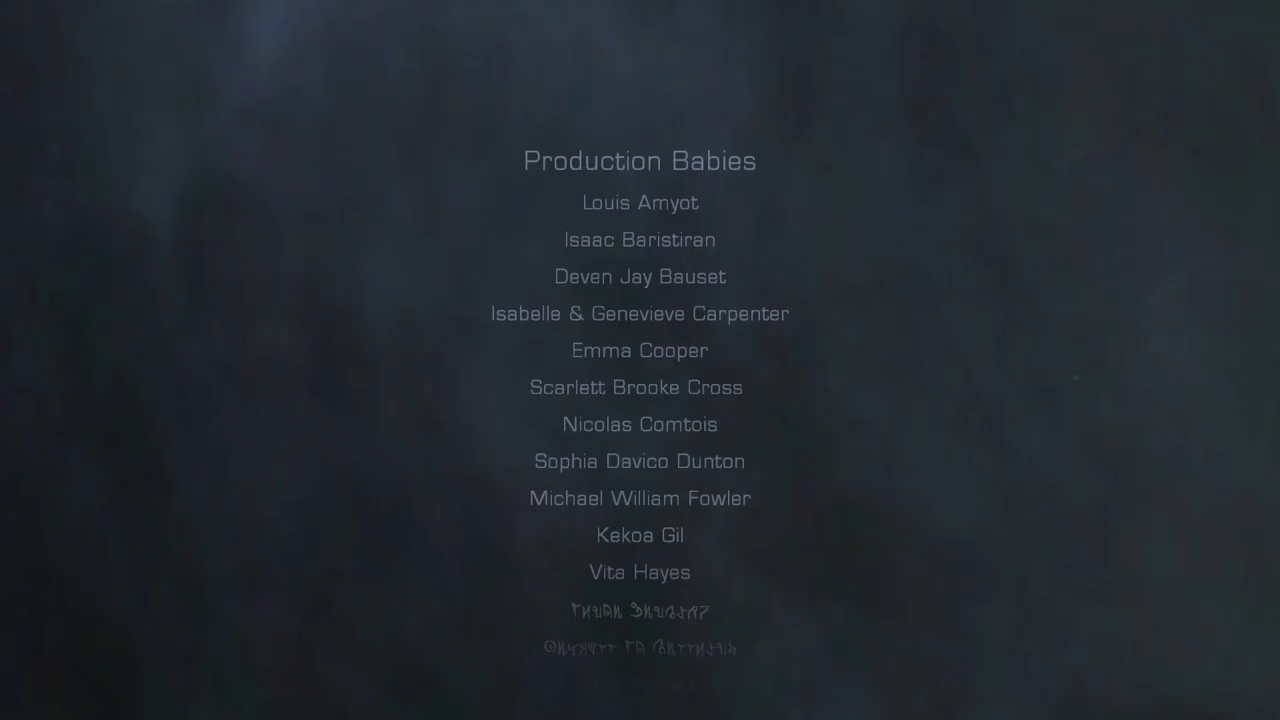 Production Babies
Louis Amyot
Isaac Baristiran
Deven Jay Bauset
Isabelle & Genevieve Carpenter
Emma Cooper
Scarlett Brooke Cross
Nicolas Comtois
Sophia Davico Dunton
Michael William Fowler
Kekoa Gil
Vita Hayes